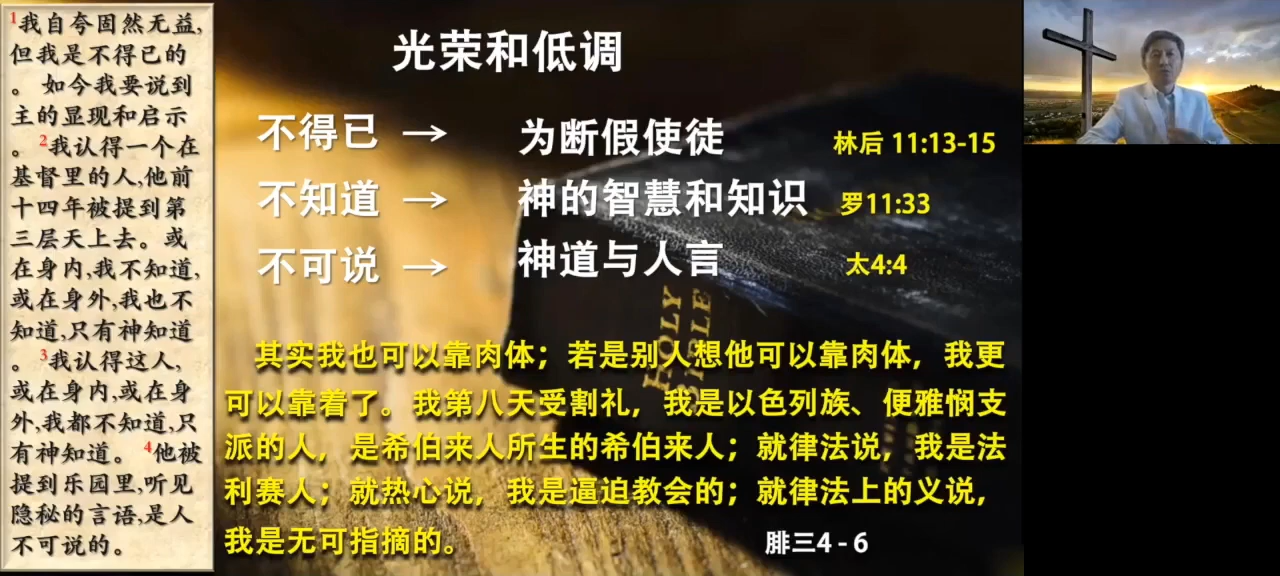 1我自夸固然无益,
但我是不得已的
。如今我要说到
主的显现和启示
。2我认得一个在
基督里的人,他前
十四年被提到第
三层天上去。或
在身内,我不知道,
或在身外,我也不
知道,只有神知道
。3我认得这人,
或在身内,或在身
外,我都不知道,只
有神知道。4他被
提到乐园里,听见
隐秘的言语,是人
不可说的。
光荣和低调
不得已 → 为断假使徒 林后 11:13-15
不知道 → 神的智慧和知识 罗11:33
不可说 → 神道与人言 太4:4
HOLY
BIBLE
其实我也可以靠肉体；若是别人想他可以靠肉体，我更
可以靠着了。我第八天受割礼，我是以色列族、便雅悯支
派的人，是希伯来人所生的希伯来人；就律法说，我是法
利赛人；就热心说，我是逼迫教会的；就律法上的义说，
我是无可指摘的。 腓三4 - 6